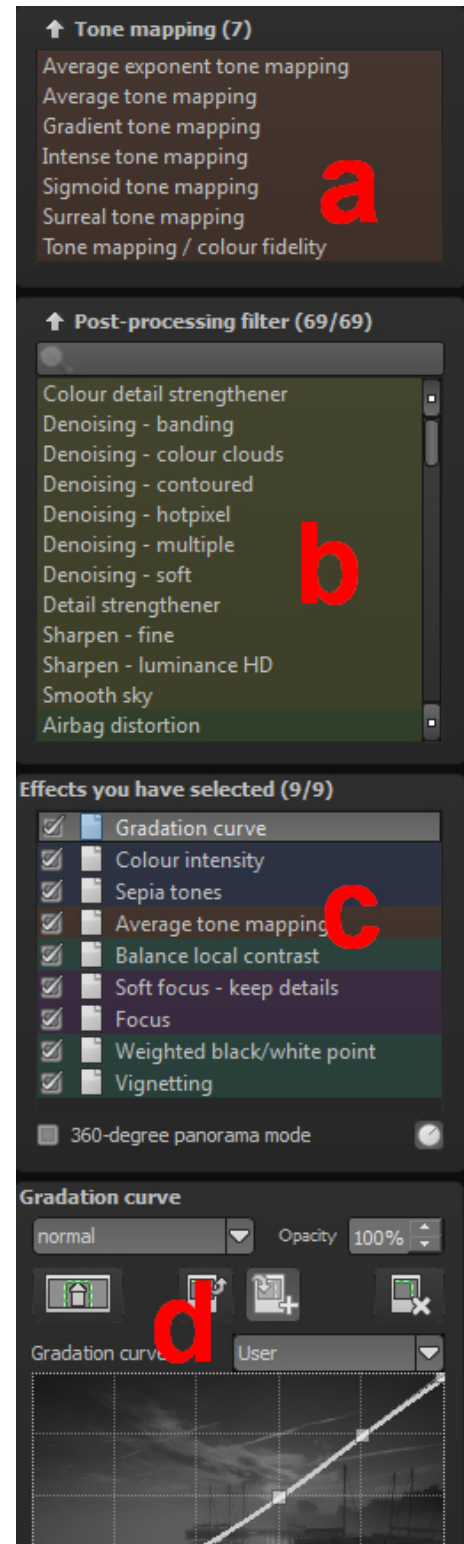 Tone mapping (7)
Average exponent tone mapping
Average tone mapping
Gradient tone mapping
Intense tone mapping
Sigmoid tone mapping
Surreal tone mapping
Tone mapping / colour fidelity
a
Post-processing filter (69/69)
Colour detail strengthener
Denoising - banding
Denoising - colour clouds
Denoising - contoured
Denoising - hotpixel
Denoising - multiple
Denoising - soft
Detail strengthener
Sharpen - fine
Sharpen - luminance HD
Smooth sky
Airbag distortion
b
Effects you have selected (9/9)
Gradation curve
Colour intensity
Sepia tones
Average tone mapping
Balance local contrast
Soft focus - keep details
Focus
Weighted black/white point
Vignetting
c
360-degree panorama mode
Gradation curve
normal Opacity 100%
d
Gradation curve User